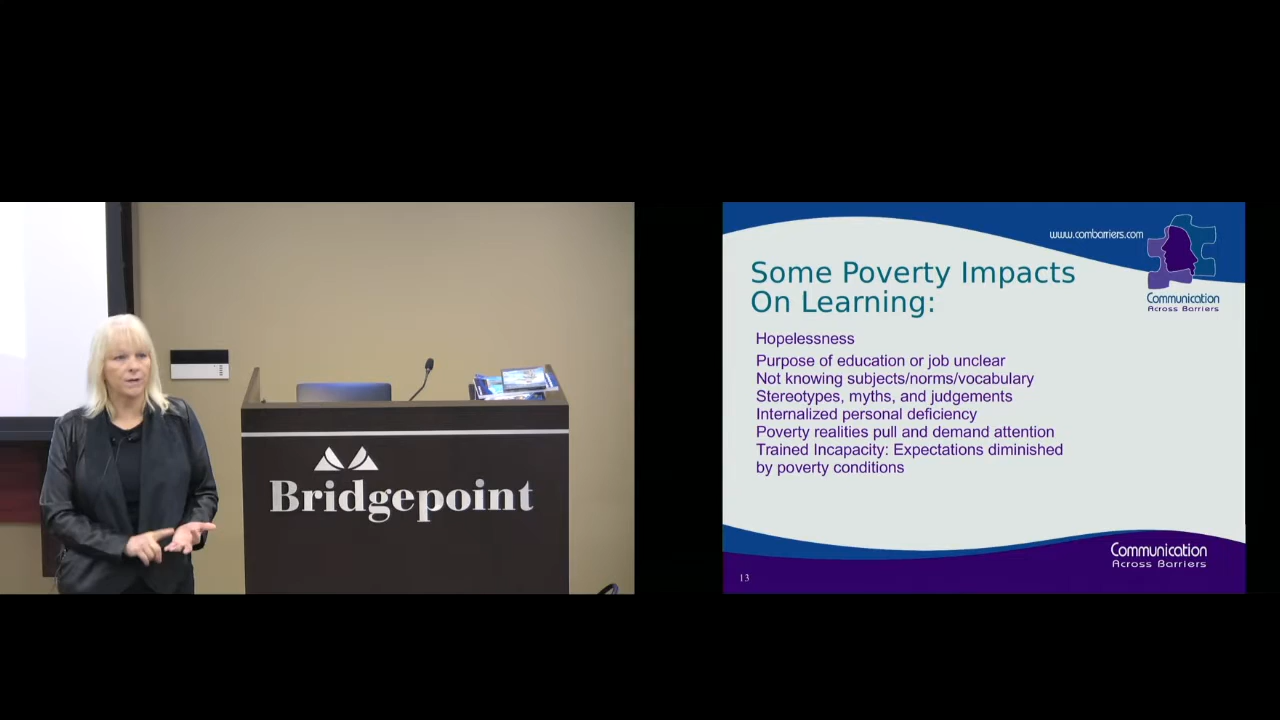 Bridgepoint
www.combarriers.com
Communication
Across Barriers
Some Poverty Impacts
On Learning:
Hopelessness
Purpose of education or job unclear
Not knowing subjects/norms/vocabulary
Stereotypes, myths, and judgements
Internalized personal deficiency
Poverty realities pull and demand attention
Trained Incapacity: Expectations diminished
by poverty conditions
Communication
Across Barriers
13